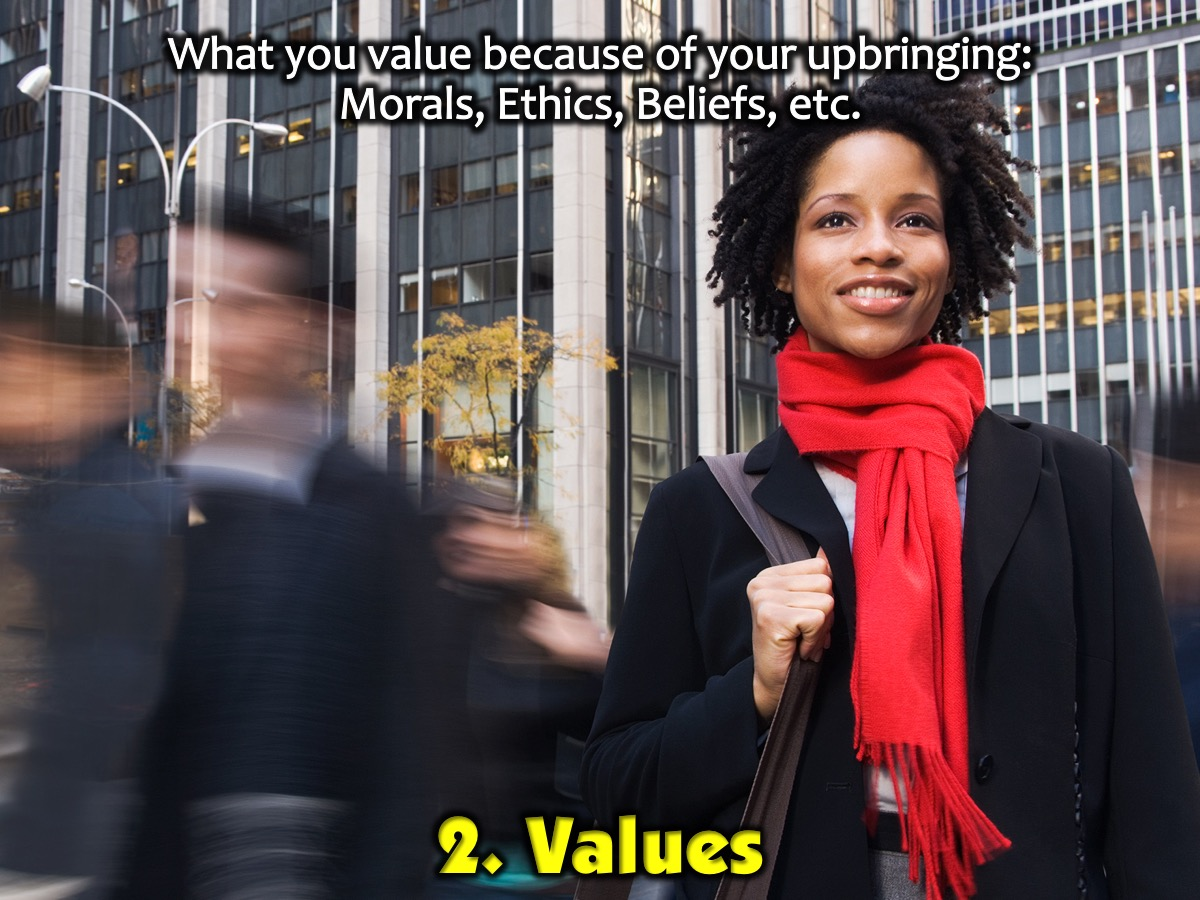 What you value because of your upbringing:
Morals, Ethics, Beliefs, etc.
2. Values